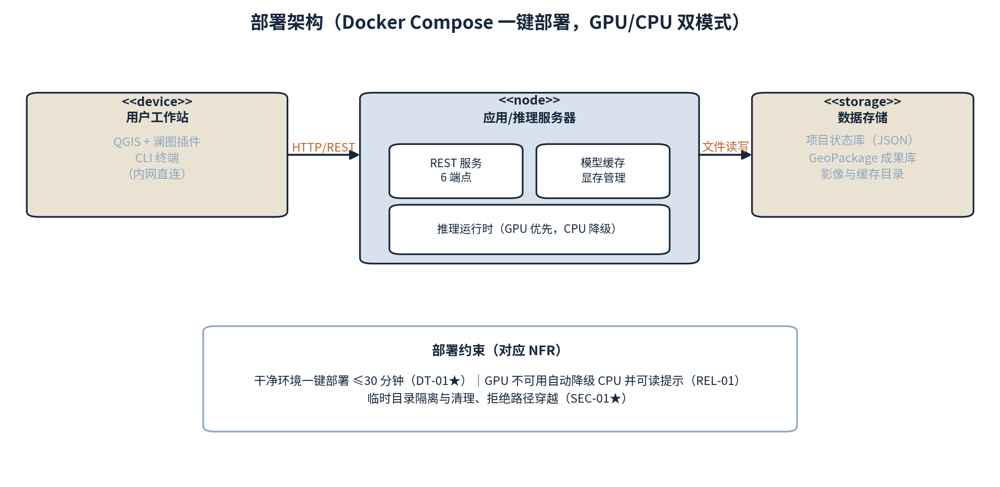 部署架构（Docker Compose 一键部署，GPU/CPU 双模式）
<<device>>
用户工作站
QGIS + 澜图插件
CLI 终端
（内网直连）
HTTP/REST
<<node>>
应用/推理服务器
REST 服务
6 端点
模型缓存
显存管理
推理运行时（GPU 优先，CPU 降级）
文件读写
<<storage>>
数据存储
项目状态库（JSON）
GeoPackage 成果库
影像与缓存目录
部署约束（对应 NFR）
干净环境一键部署 ≤30 分钟（DT-01★）｜GPU 不可用自动降级 CPU 并可读提示（REL-01）
临时目录隔离与清理、拒绝路径穿越（SEC-01★）